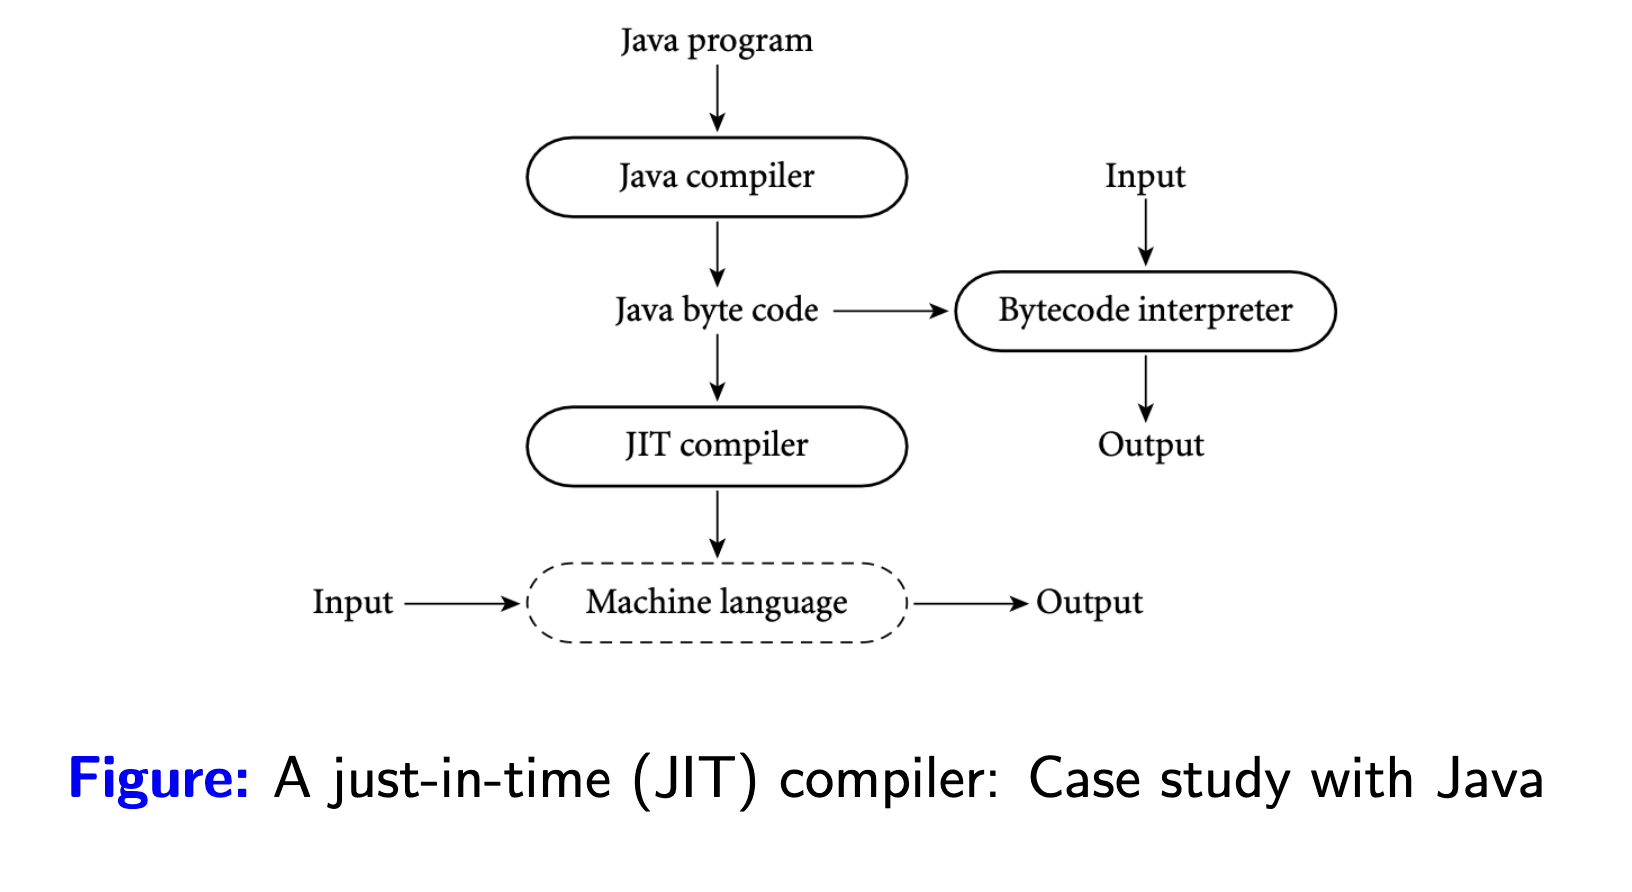 Java program
Java compiler
Input
Java byte code
Bytecode interpreter
JIT compiler
Output
Input
Machine language
Output
Figure: A just-in-time (JIT) compiler: Case study with Java